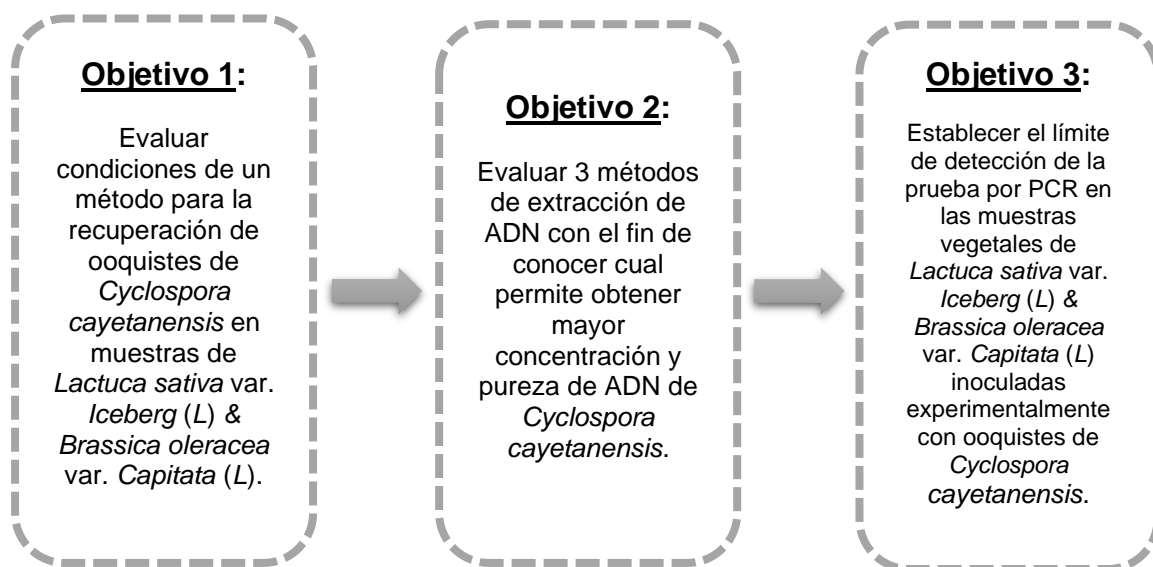 Objetivo 1:
Evaluar
condiciones de un
método para la
recuperación de
ooquistes de
Cyclospora
cayetanensis en
muestras de
Lactuca sativa var.
Iceberg (L) &
Brassica oleracea
var. Capitata (L).
Objetivo 2:
Evaluar 3 métodos
de extracción de
ADN con el fin de
conocer cual
permite obtener
mayor
concentración y
pureza de ADN de
Cyclospora
cayetanensis.
Objetivo 3:
Establecer el límite
de detección de la
prueba por PCR en
las muestras
vegetales de
Lactuca sativa var.
Iceberg (L) &
Brassica oleracea
var. Capitata (L)
inoculadas
experimentalmente
con ooquistes de
Cyclospora
cayetanensis.